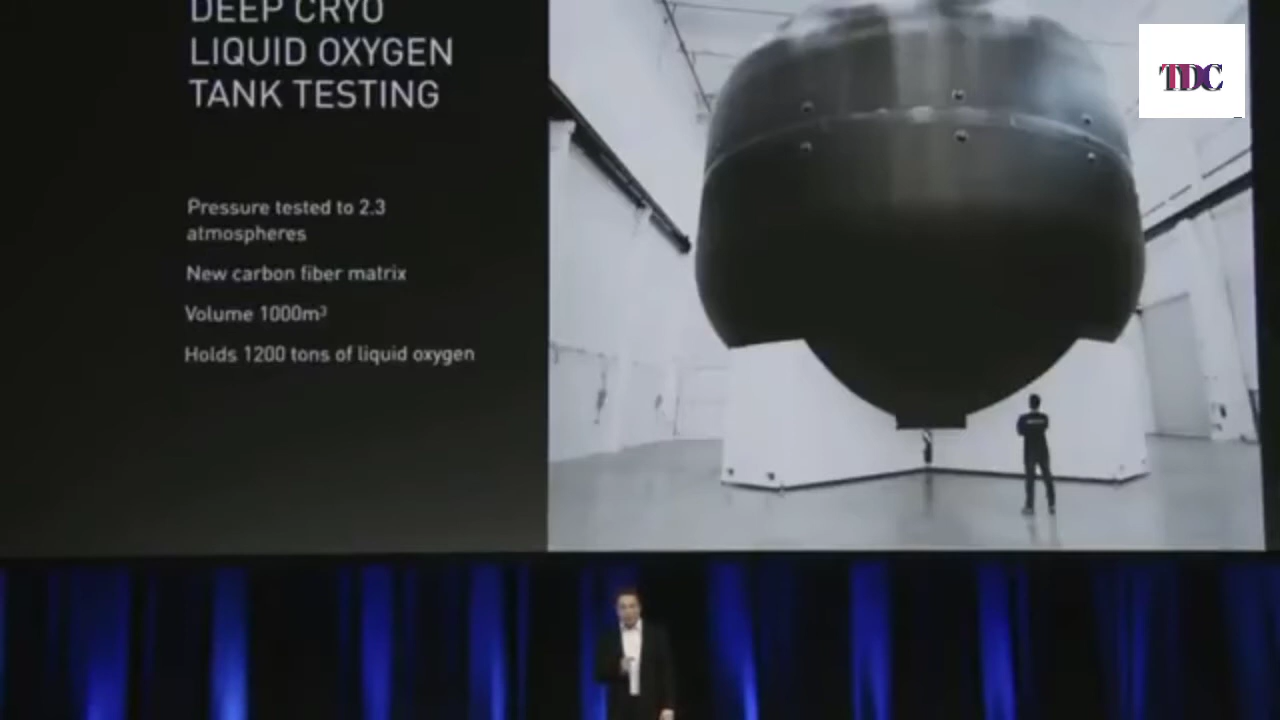 DEEP CRYO
LIQUID OXYGEN
TANK TESTING
TDC
Pressure tested to 2.3
atmospheres
New carbon fiber matrix
Volume 1000m³
Holds 1200 tons of liquid oxygen